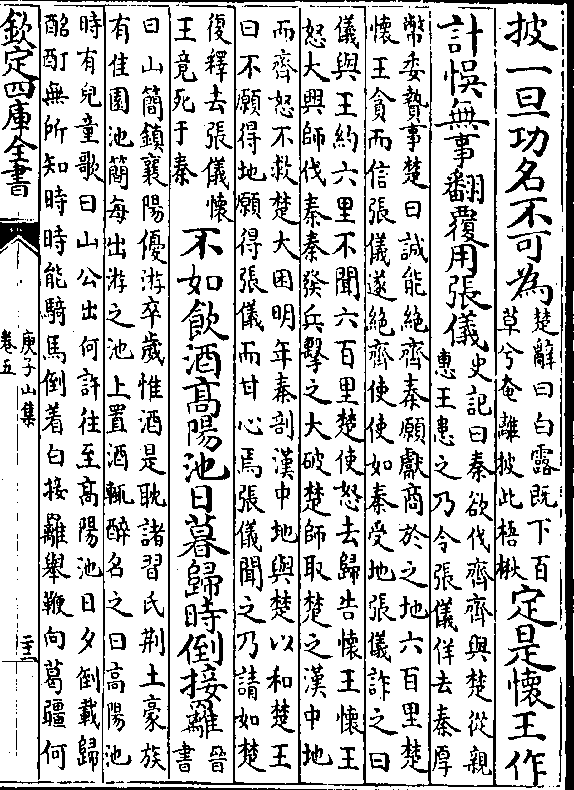 披一旦功名不可為楚辭曰白露既下百
草兮奄離披此梧楸定是懷王作
計悞無事翻覆用張儀史記曰秦欲伐齊齊與楚從親
惠王患之乃令張儀佯去秦厚
幣委贄事楚曰誠能絶齊秦願獻商於之地六百里楚
懷王貪而信張儀遂絶齊使使如秦受地張儀詐之曰
儀與王約六里不聞六百里楚使怒去歸告懷王懷王
怒大興師伐秦秦發兵擊之大破楚師取楚之漢中地
而齊怒不救楚大困明年秦剖漢中地與楚以和楚王
曰不願得地願得張儀而甘心焉張儀聞之乃請如楚
復釋去張儀懷
王竟死于秦不如飲酒高陽池日暮歸時倒接䍦晉
書
曰山簡鎮襄陽優游卒歲惟酒是耽諸習氏荆土豪族
有佳園池簡每出游之池上置酒輒醉名之曰高陽池
時有兒童歌曰山公出何許往至高陽池日夕倒載歸
酩酊無所知時時能騎馬倒着白接䍦舉鞭向葛疆何
欽定四庫全書
庾子山集
卷五
二十三